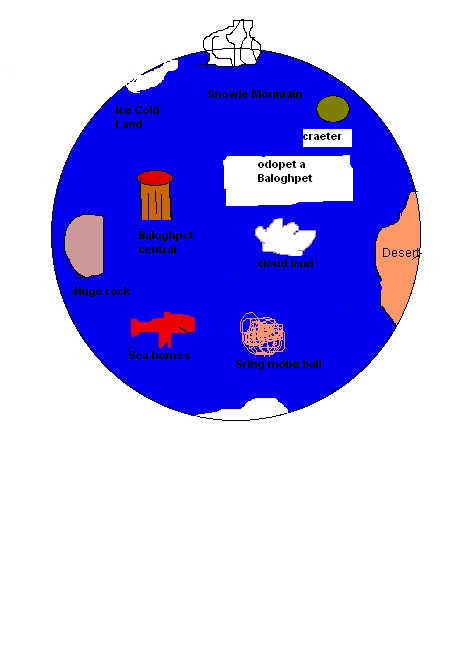 Snowie Mountain
Ice Cold
Land
craeter
odopet a
Baloghpet
Baloghpet
central
Desert
cloud land
Huge rock
Sea homes
Sring mobe ball